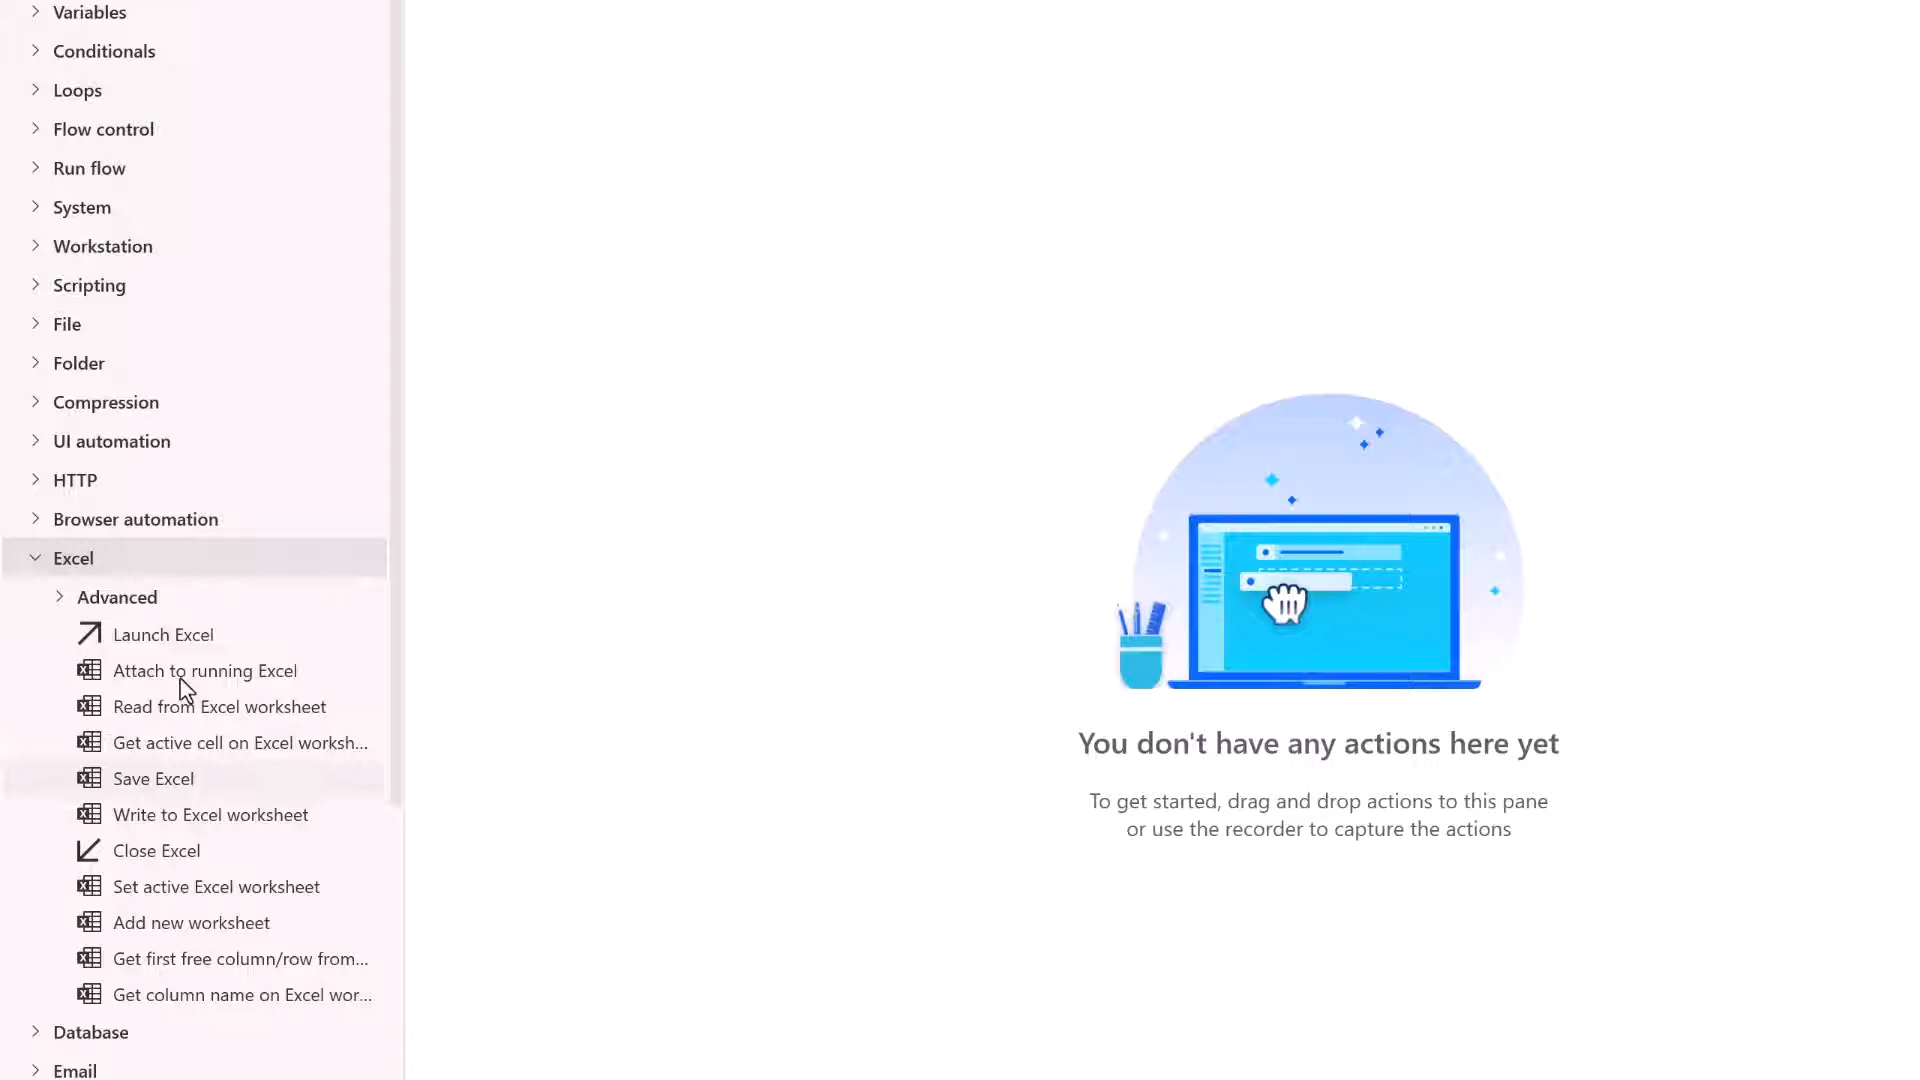 Variables
Conditionals
Loops
Flow control
Run flow
System
Workstation
Scripting
File
Folder
Compression
UI automation
HTTP
Browser automation
Excel
Advanced
Launch Excel
Attach to running Excel
Read from Excel worksheet
Get active cell on Excel worksh...
Save Excel
Write to Excel worksheet
Close Excel
Set active Excel worksheet
Add new worksheet
Get first free column/row from...
Get column name on Excel wor...
Database
Email
You don't have any actions here yet
To get started, drag and drop actions to this pane
or use the recorder to capture the actions